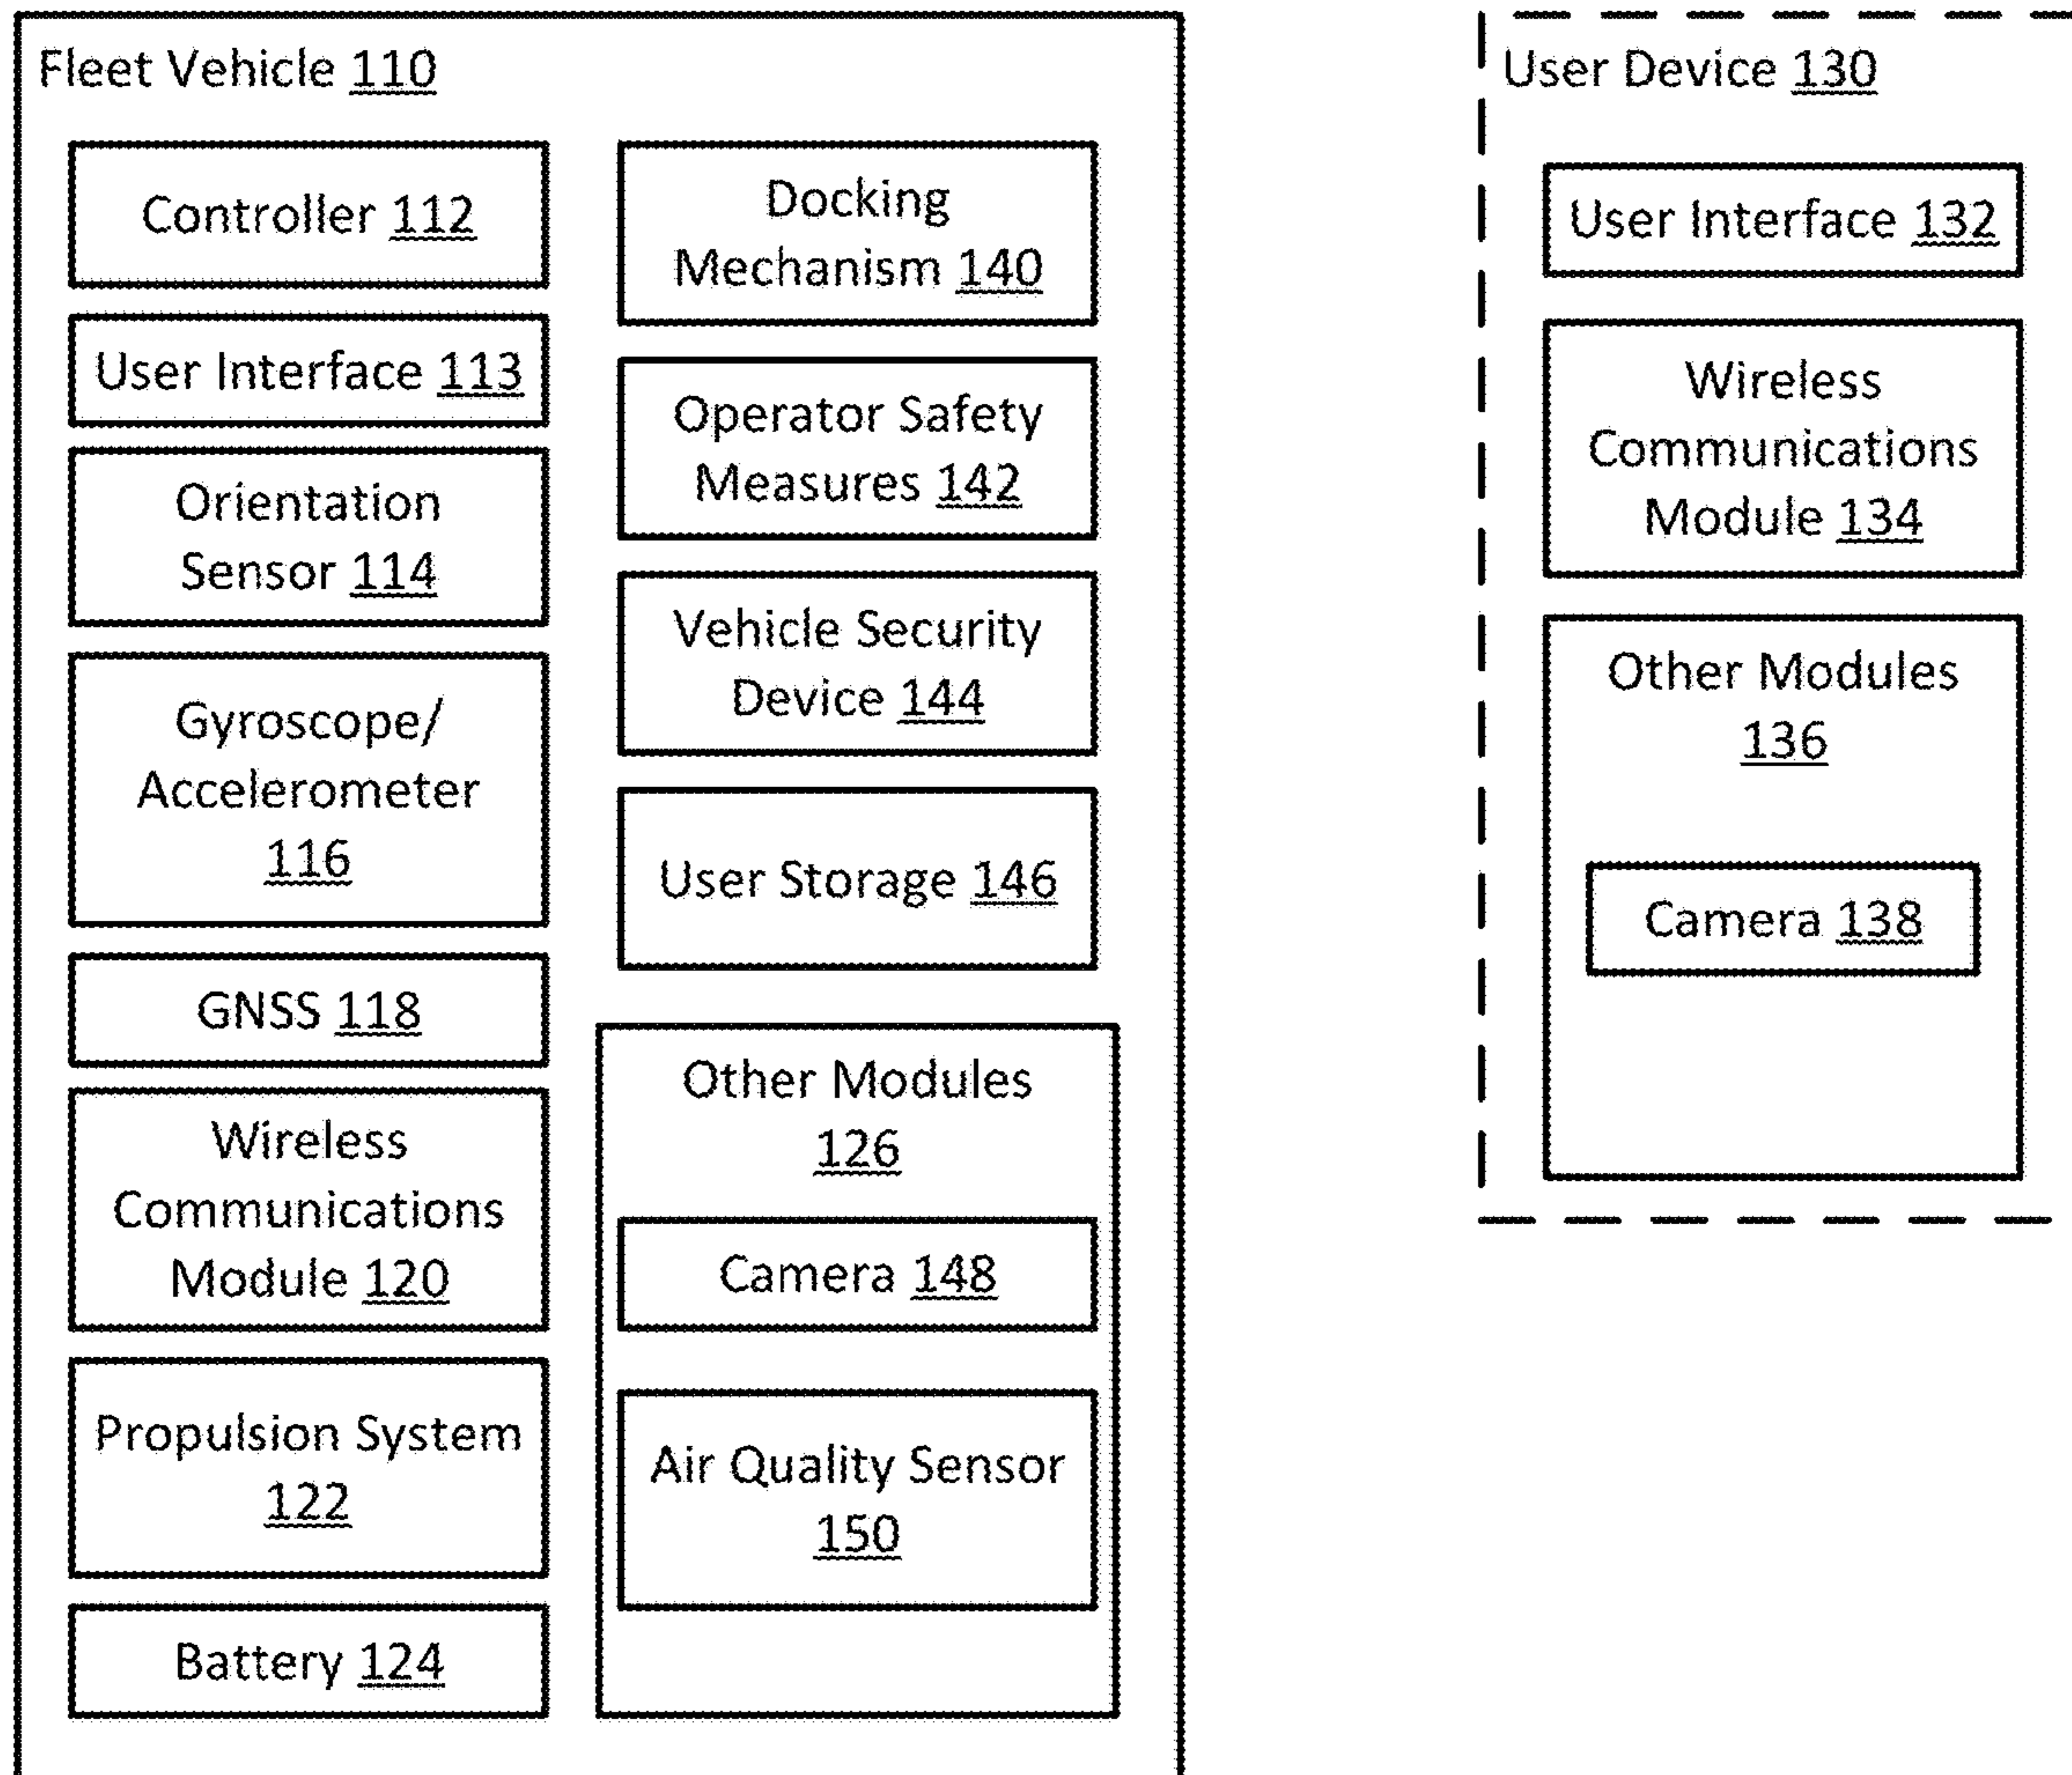 Fleet Vehicle 110
Controller 112
User Interface 113
Orientation
Sensor 114
Gyroscope/
Accelerometer
116
GNSS 118
Wireless
Communications
Module 120
Propulsion System
122
Battery 124
Docking
Mechanism 140
Operator Safety
Measures 142
Vehicle Security
Device 144
User Storage 146
Other Modules
126
Camera 148
Air Quality Sensor
150
User Device 130
User Interface 132
Wireless
Communications
Module 134
Other Modules
136
Camera 138